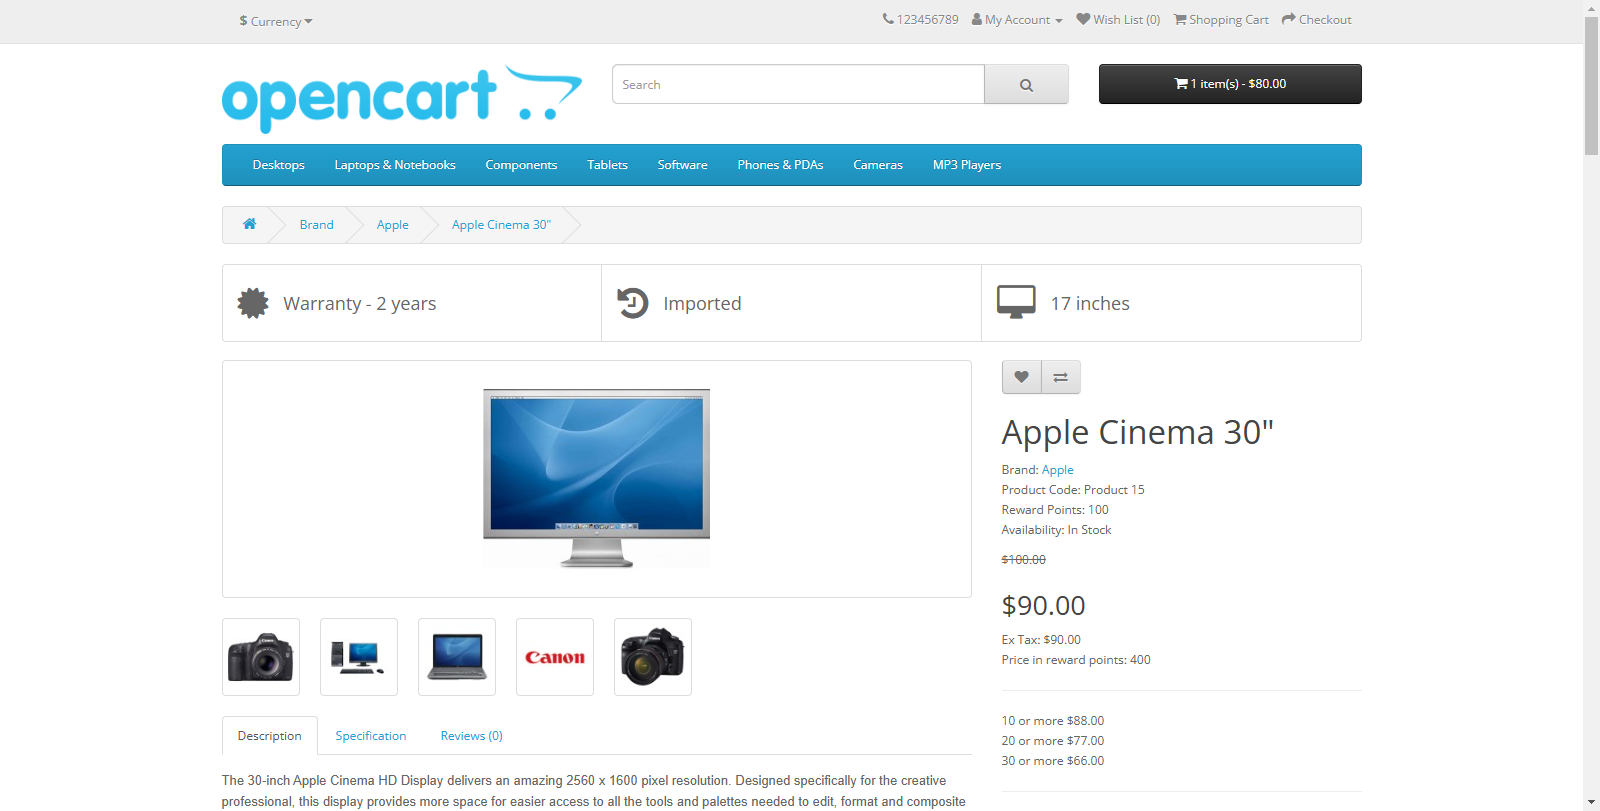 $ Currency
123456789 My Account Wish List (0) Shopping Cart Checkout
opencart
Search
1 item(s) - $80.00
Desktops Laptops & Notebooks Components Tablets Software Phones & PDAs Cameras MP3 Players
Brand Apple Apple Cinema 30"
Warranty - 2 years
Imported
17 inches
Apple Cinema 30"
Brand: Apple
Product Code: Product 15
Reward Points: 100
Availability: In Stock
$100.00
$90.00
Ex Tax: $90.00
Price in reward points: 400
10 or more $88.00
20 or more $77.00
30 or more $66.00
Canon
Description Specification Reviews (0)
The 30-inch Apple Cinema HD Display delivers an amazing 2560 x 1600 pixel resolution. Designed specifically for the creative
professional, this display provides more space for easier access to all the tools and palettes needed to edit, format and composite